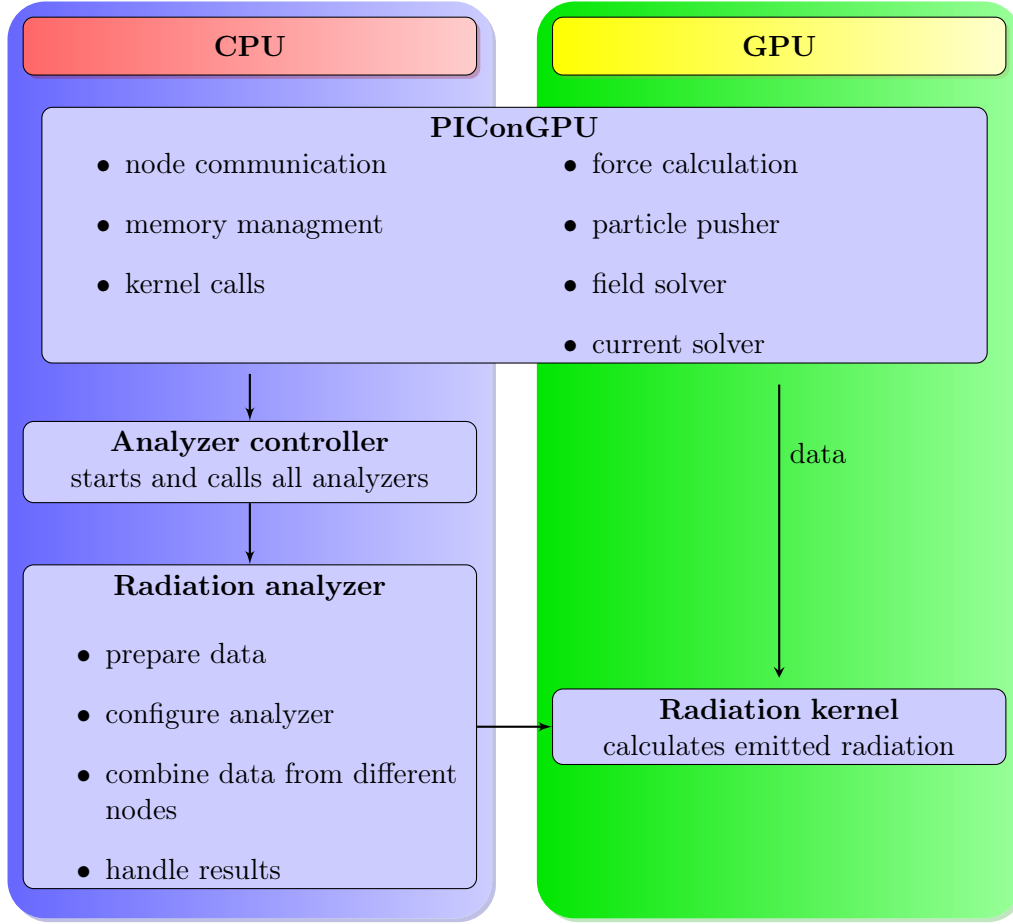 CPU
GPU
PIConGPU
• node communication
• memory managment
• kernel calls
• force calculation
• particle pusher
• field solver
• current solver
Analyzer controller
starts and calls all analyzers
data
Radiation analyzer
• prepare data
• configure analyzer
• combine data from different
nodes
• handle results
Radiation kernel
calculates emitted radiation